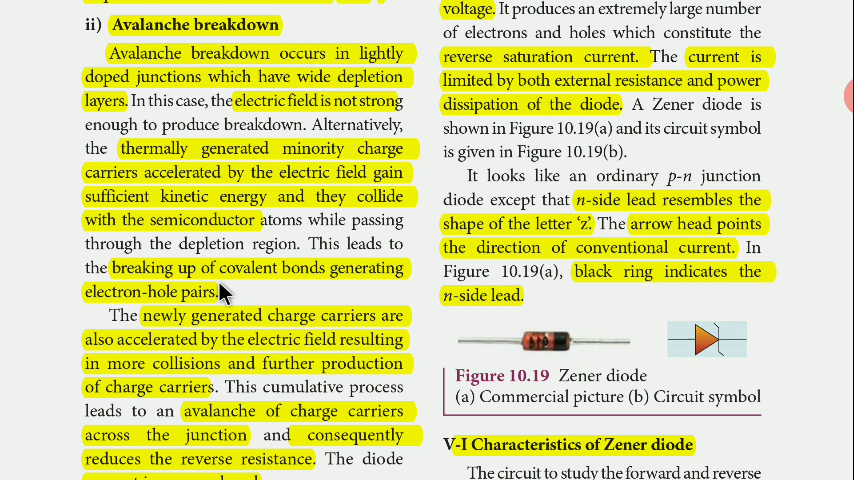 ii) Avalanche breakdown
Avalanche breakdown occurs in lightly
doped junctions which have wide depletion
layers. In this case, the electric field is not strong
enough to produce breakdown. Alternatively,
the thermally generated minority charge
carriers accelerated by the electric field gain
sufficient kinetic energy and they collide
with the semiconductor atoms while passing
through the depletion region. This leads to
the breaking up of covalent bonds generating
electron-hole pairs.
The newly generated charge carriers are
also accelerated by the electric field resulting
in more collisions and further production
of charge carriers. This cumulative process
leads to an avalanche of charge carriers
across the junction and consequently
reduces the reverse resistance. The diode
voltage. It produces an extremely large number
of electrons and holes which constitute the
reverse saturation current. The current is
limited by both external resistance and power
dissipation of the diode. A Zener diode is
shown in Figure 10.19(a) and its circuit symbol
is given in Figure 10.19(b).
It looks like an ordinary p-n junction
diode except that n-side lead resembles the
shape of the letter ‘z’. The arrow head points
the direction of conventional current. In
Figure 10.19(a), black ring indicates the
n-side lead.
Figure 10.19 Zener diode
(a) Commercial picture (b) Circuit symbol
V-I Characteristics of Zener diode
The circuit to study the forward and reverse